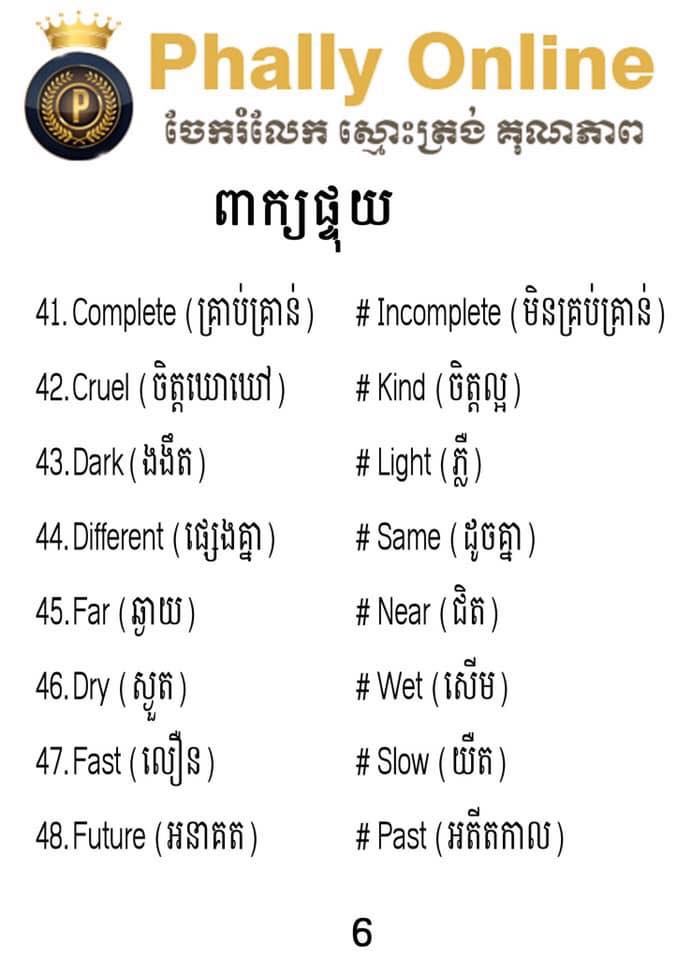 P
Phally Online
ចែករំលែក ស្មោះត្រង់ គុណភាព
ពាក្យផ្ទុយ
41. Complete (គ្រាប់គ្រាន់) # Incomplete (មិនគ្រប់គ្រាន់)
42. Cruel (ចិត្តឃោឃៅ) # Kind (ចិត្តល្អ)
43. Dark (ងងឹត) # Light (ភ្លឺ)
44. Different (ផ្សេងគ្នា) # Same (ដូចគ្នា)
45. Far (ឆ្ងាយ) # Near (ជិត)
46. Dry (ស្ងួត) # Wet (សើម)
47. Fast (លឿន) # Slow (យឺត)
48. Future (អនាគត) # Past (អតីតកាល)
6